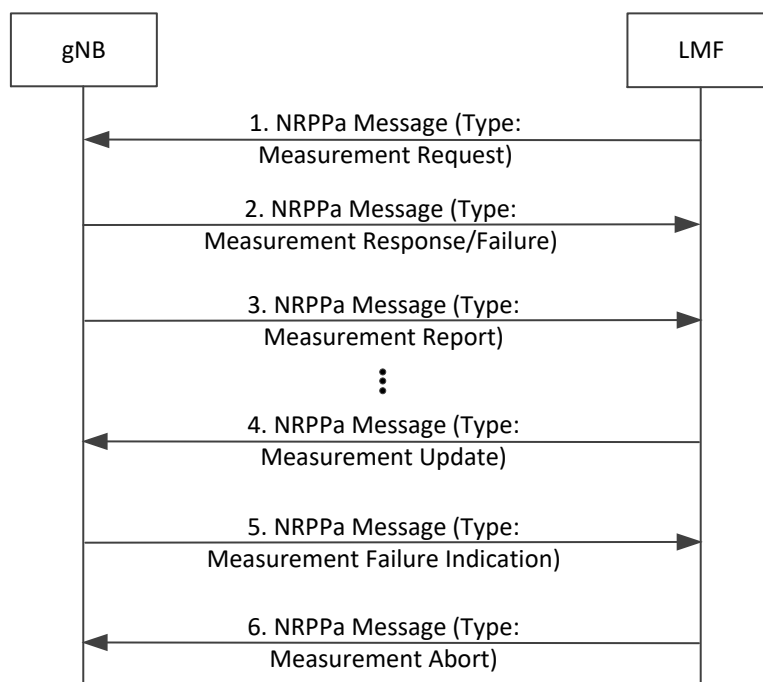 gNB
LMF
1. NRPPa Message (Type:
Measurement Request)
2. NRPPa Message (Type:
Measurement Response/Failure)
3. NRPPa Message (Type:
Measurement Report)
4. NRPPa Message (Type:
Measurement Update)
5. NRPPa Message (Type:
Measurement Failure Indication)
6. NRPPa Message (Type:
Measurement Abort)